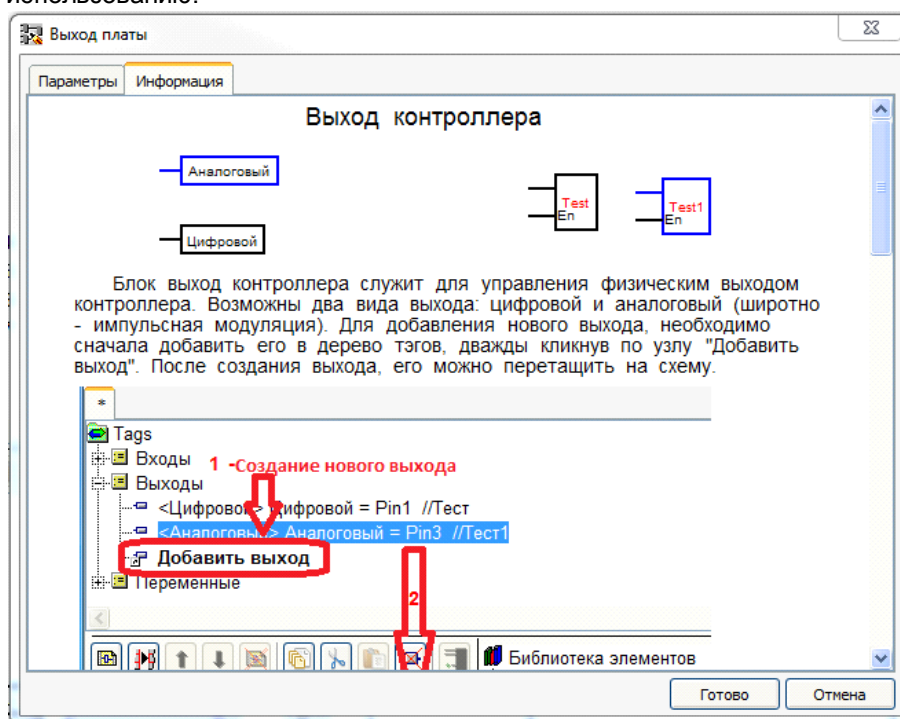 использованию.
Выход платы
Параметры Информация
Выход контроллера
Аналоговый
Test
En
Test1
En
Цифровой
Блок выход контроллера служит для управления физическим выходом
контроллера. Возможны два вида выхода: цифровой и аналоговый (широтно
- импульсная модуляция). Для добавления нового выхода, необходимо
сначала добавить его в дерево тэгов, дважды кликнув по узлу "Добавить
выход". После создания выхода, его можно перетащить на схему.
*
Tags
Входы
1 -Создание нового выхода
Выходы
<Цифровой> Цифровой = Pin1 //Тест
<Аналоговый> Аналоговый = Pin3 //Тест1
Добавить выход
Переменные
2
Библиотека элементов
Готово Отмена